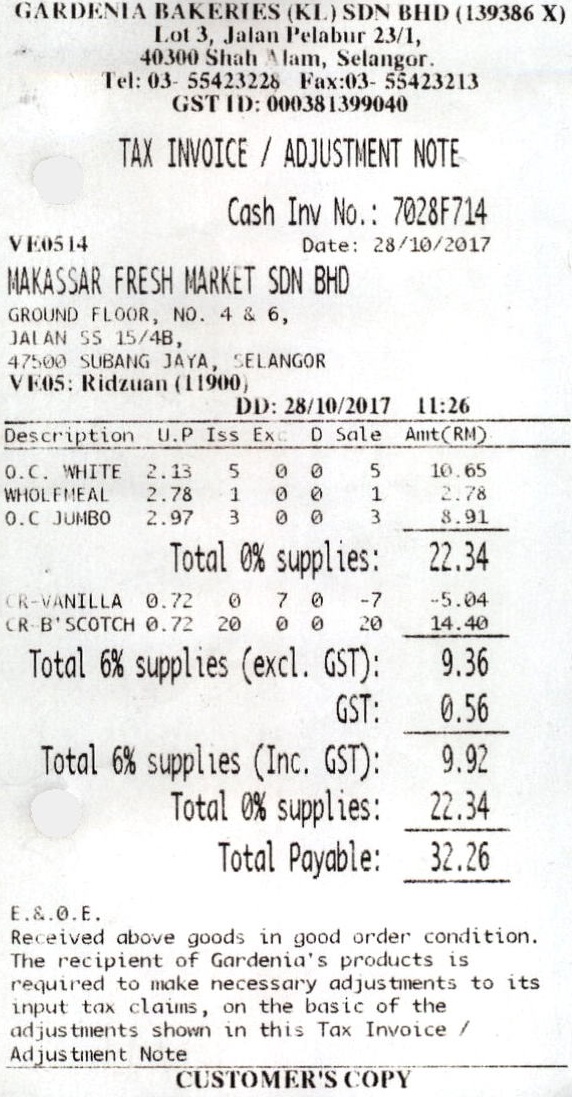 GARDENIA BAKERIES (KL) SDN BHD (139386 X)
Lot 3, Jalan Pelabur 23/1,
40300 Shah Alam, Selangor.
Tel: 03- 55423228 Fax:03- 55423213
GST ID: 000381399040
TAX INVOICE / ADJUSTMENT NOTE
Cash Inv No.: 7028F714
VE0514 Date: 28/10/2017
MAKASSAR FRESH MARKET SDN BHD
GROUND FLOOR, NO. 4 & 6,
JALAN SS 15/4B,
47500 SUBANG JAYA, SELANGOR
VE05: Ridzuan (11900)
DD: 28/10/2017 11:26
Description U.P Iss Exc D Sale Amt(RM)
O.C. WHITE 2.13 5 0 0 5 10.65
WHOLEMEAL 2.78 1 0 0 1 2.78
O.C JUMBO 2.97 3 0 0 3 8.91
Total 0% supplies: 22.34
CR-VANILLA 0.72 0 7 0 -7 -5.04
CR-B'SCOTCH 0.72 20 0 0 20 14.40
Total 6% supplies (excl. GST): 9.36
GST: 0.56
Total 6% supplies (Inc. GST): 9.92
Total 0% supplies: 22.34
Total Payable: 32.26
E.&.O.E.
Received above goods in good order condition.
The recipient of Gardenia's products is
required to make necessary adjustments to its
input tax claims, on the basic of the
adjustments shown in this Tax Invoice /
Adjustment Note
CUSTOMER'S COPY